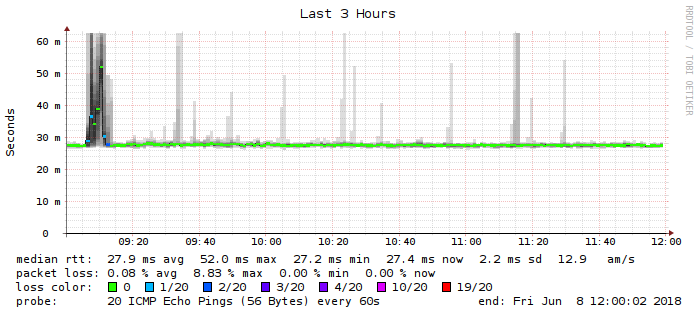 Last 3 Hours
RRDTOOL / TOBI OETIKER
Seconds
60 m
50 m
40 m
30 m
20 m
10 m
0
09:20 09:40 10:00 10:20 10:40 11:00 11:20 11:40 12:00
median rtt: 27.9 ms avg 52.0 ms max 27.2 ms min 27.4 ms now 2.2 ms sd 12.9 am/s
packet loss: 0.08 % avg 8.83 % max 0.00 % min 0.00 % now
loss color: 0 1/20 2/20 3/20 4/20 10/20 19/20
probe: 20 ICMP Echo Pings (56 Bytes) every 60s end: Fri Jun 8 12:00:02 2018